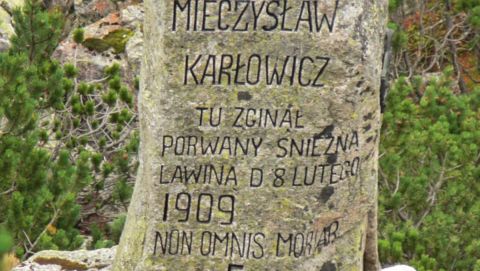 MIECZYSŁAW
KARŁOWICZ
TU ZGINĄŁ
PORWANY ŚNIEŻNĄ
LAWINĄ D 8 LUTEGO
1909
NON OMNIS MORIAR